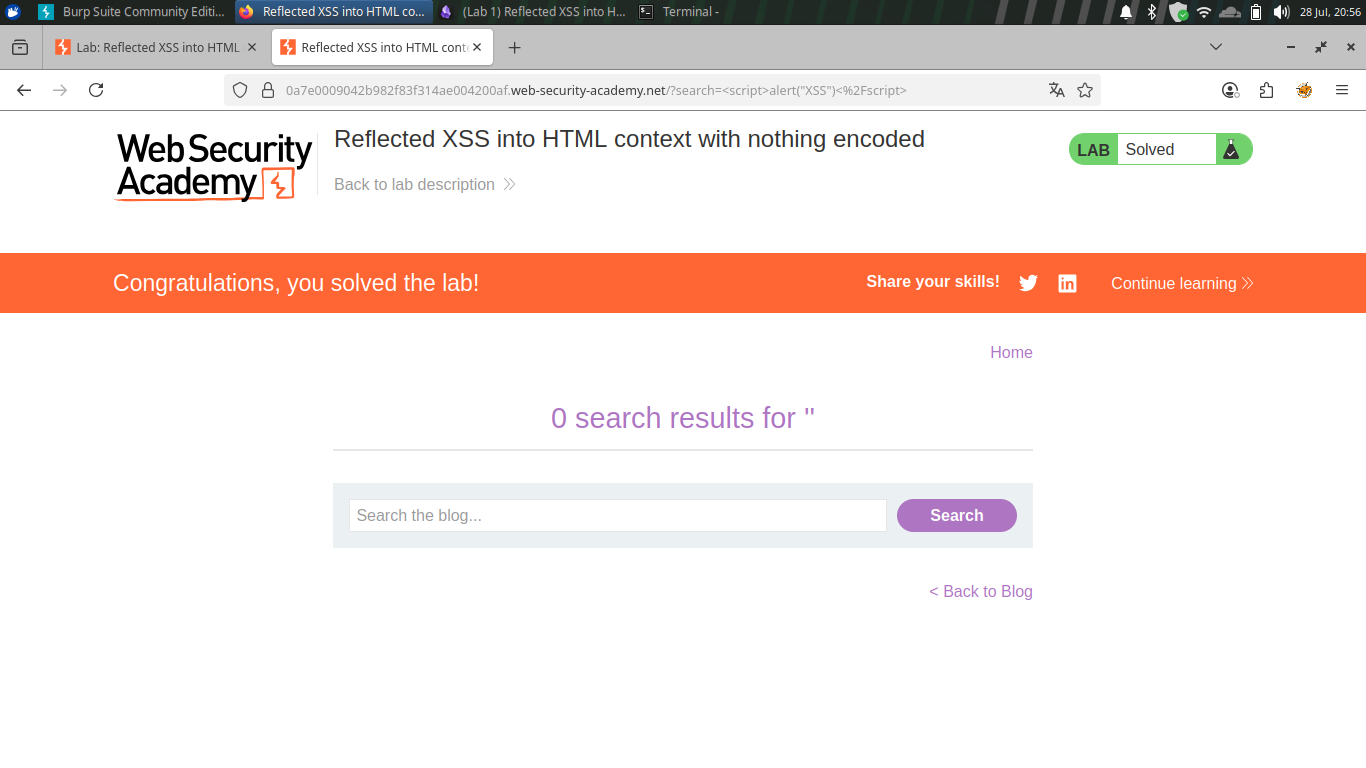 Burp Suite Community Editi... Reflected XSS into HTML co... (Lab 1) Reflected XSS into H... Terminal - 28 Jul, 20:56
Lab: Reflected XSS into HTML Reflected XSS into HTML cont
0a7e0009042b982f83f314ae004200af.web-security-academy.net/?search=<script>alert("XSS")<%2Fscript>
Web Security
Academy
Reflected XSS into HTML context with nothing encoded
Back to lab description
LAB Solved
Congratulations, you solved the lab!
Share your skills!
Continue learning
Home
0 search results for ''
Search the blog...
Search
< Back to Blog